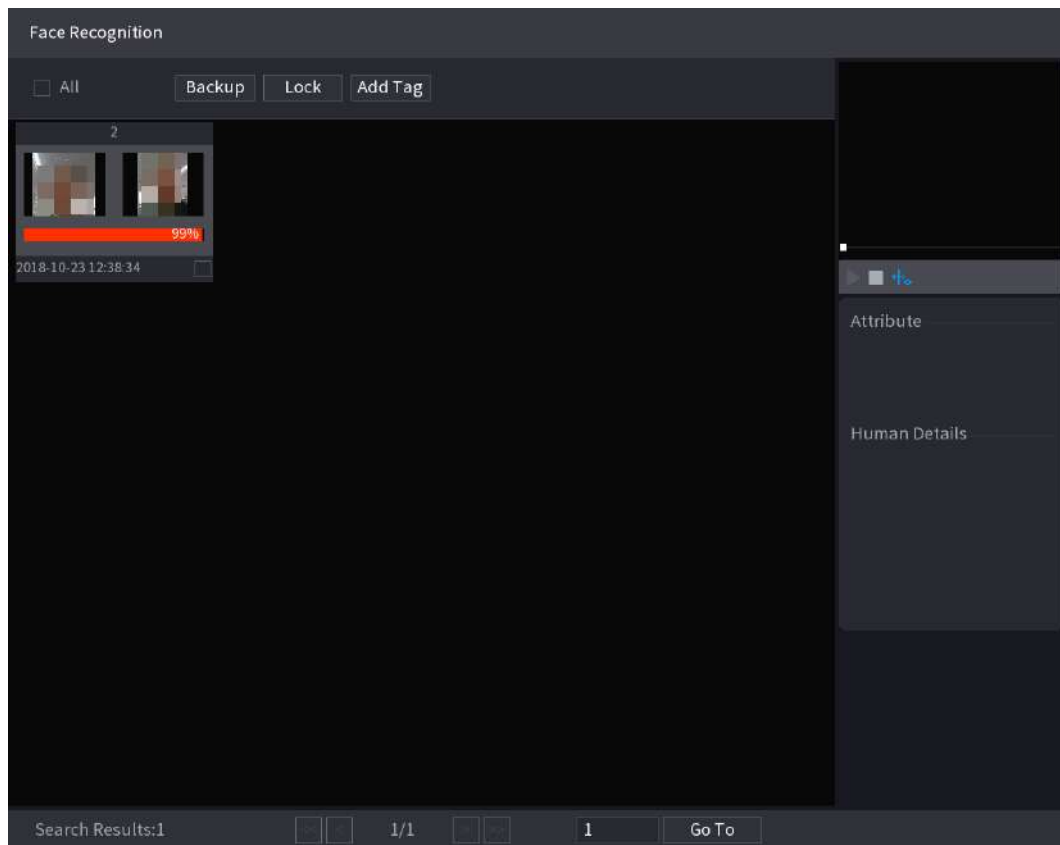 Face Recognition
All Backup Lock Add Tag
2
99%
2018-10-23 12:38:34
Attribute
Human Details
Search Results:1 1/1 1 Go To